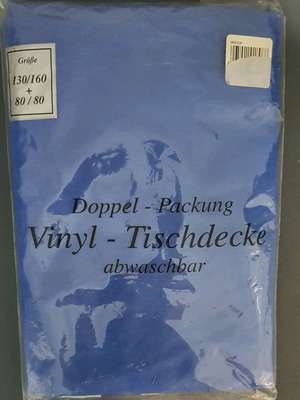 Größe
130/160
+
80/80
Doppel - Packung
Vinyl - Tischdecke
abwaschbar